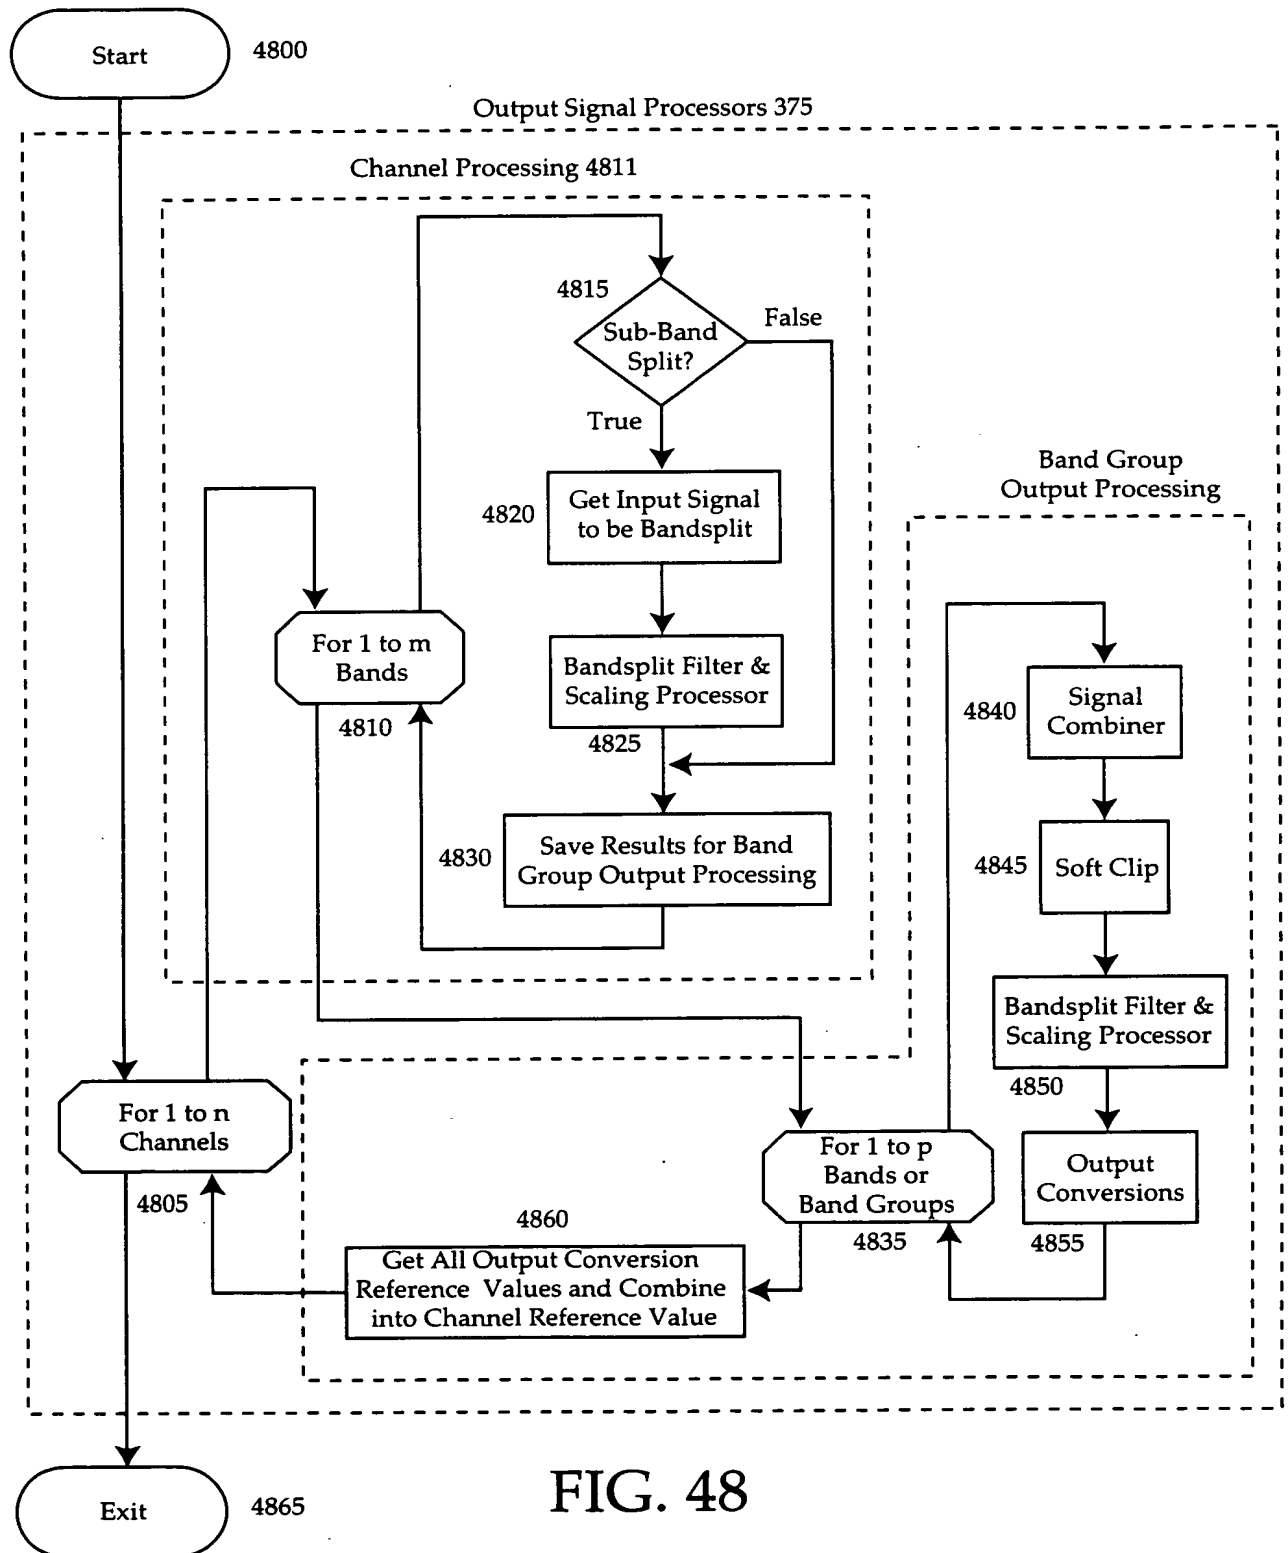 Start
4800
Output Signal Processors 375
Channel Processing 4811
4815
False
Sub-Band
Split?
True
Band Group
Output Processing
4820
Get Input Signal
to be Bandsplit
For 1 to m
Bands
4810
Bandsplit Filter &
Scaling Processor
4825
4840
Signal
Combiner
4830
Save Results for Band
Group Output Processing
4845
Soft Clip
Bandsplit Filter &
Scaling Processor
4850
For 1 to n
Channels
4805
For 1 to p
Bands or
Band Groups
4835
Output
Conversions
4855
4860
Get All Output Conversion
Reference Values and Combine
into Channel Reference Value
Exit
4865
FIG. 48